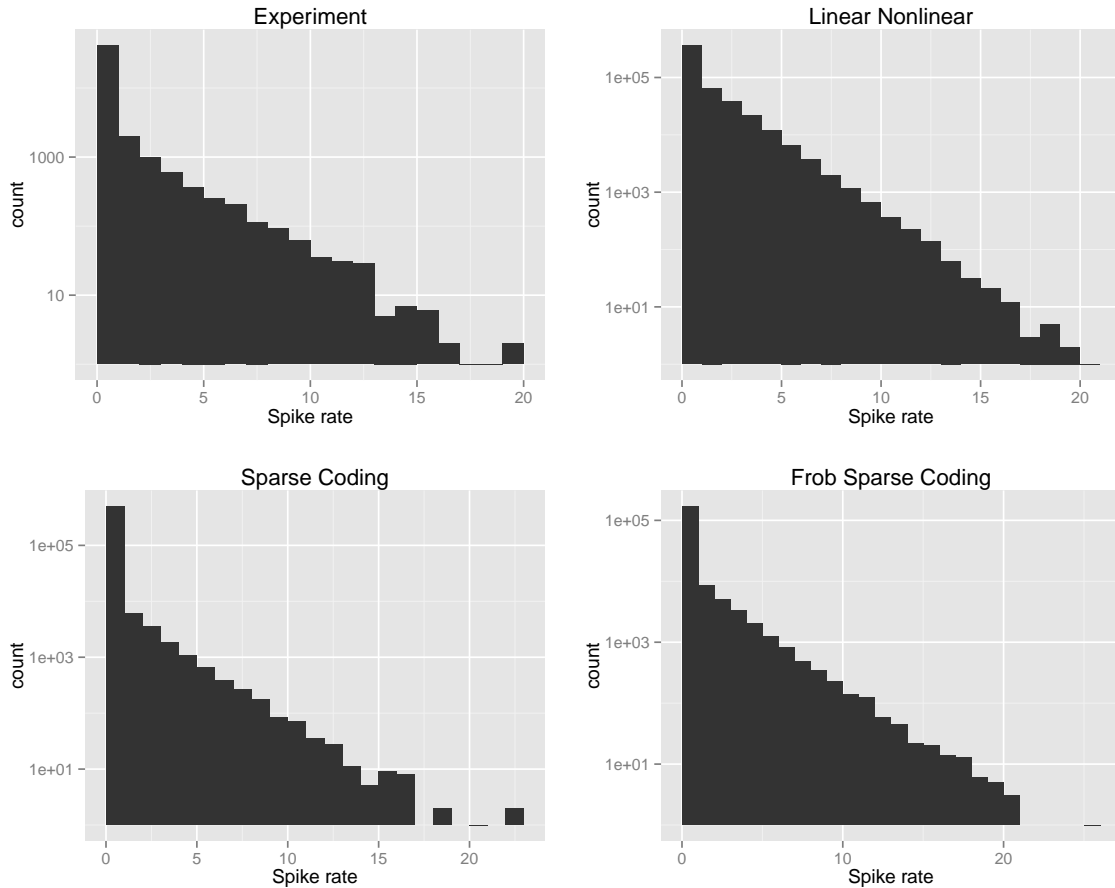 Experiment
count
1000
10
0 5 10 15 20
Spike rate
Linear Nonlinear
count
1e+05
1e+03
1e+01
0 5 10 15 20
Spike rate
Sparse Coding
count
1e+05
1e+03
1e+01
0 5 10 15 20
Spike rate
Frob Sparse Coding
count
1e+05
1e+03
1e+01
0 10 20
Spike rate